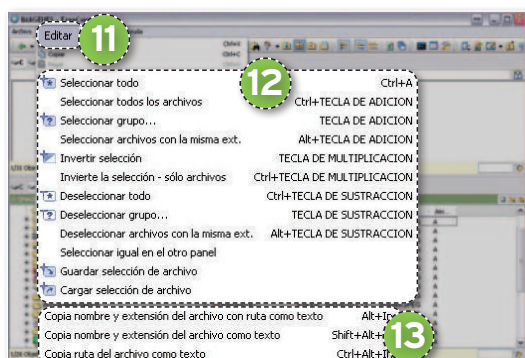 Editar
11
12
Seleccionar todo Ctrl+A
Seleccionar todos los archivos Ctrl+TECLA DE ADICION
Seleccionar grupo... TECLA DE ADICION
Seleccionar archivos con la misma ext. Alt+TECLA DE ADICION
Invertir selección TECLA DE MULTIPLICACION
Invierte la selección - sólo archivos Ctrl+TECLA DE MULTIPLICACION
Deseleccionar todo Ctrl+TECLA DE SUSTRACCION
Deseleccionar grupo... TECLA DE SUSTRACCION
Deseleccionar archivos con la misma ext. Alt+TECLA DE SUSTRACCION
Seleccionar igual en el otro panel
Guardar selección de archivo
Cargar selección de archivo
Copia nombre y extensión del archivo con ruta como texto
Copia nombre y extensión del archivo como texto
13
Copia ruta del archivo como texto